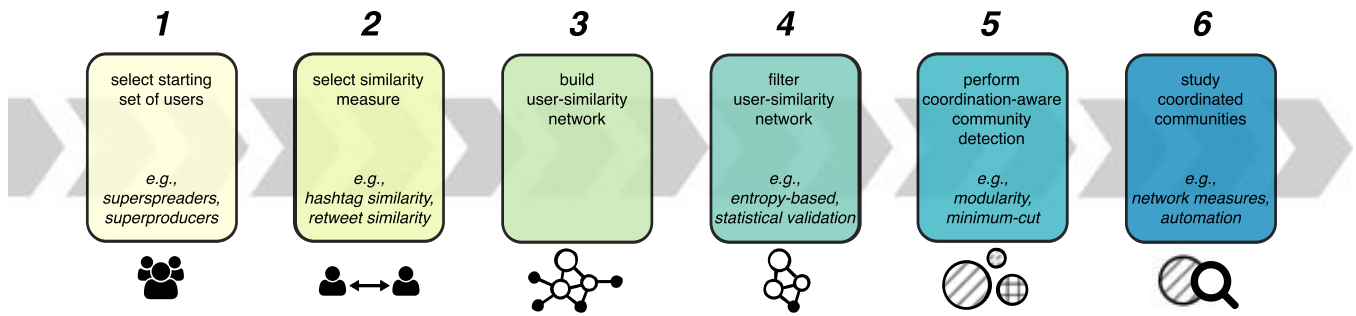 1
select starting
set of users
e.g.,
superspreaders,
superproducers
2
select similarity
measure
e.g.,
hashtag similarity,
retweet similarity
3
build
user-similarity
network
4
filter
user-similarity
network
e.g.,
entropy-based,
statistical validation
5
perform
coordination-aware
community
detection
e.g.,
modularity,
minimum-cut
6
study
coordinated
communities
e.g.,
network measures,
automation